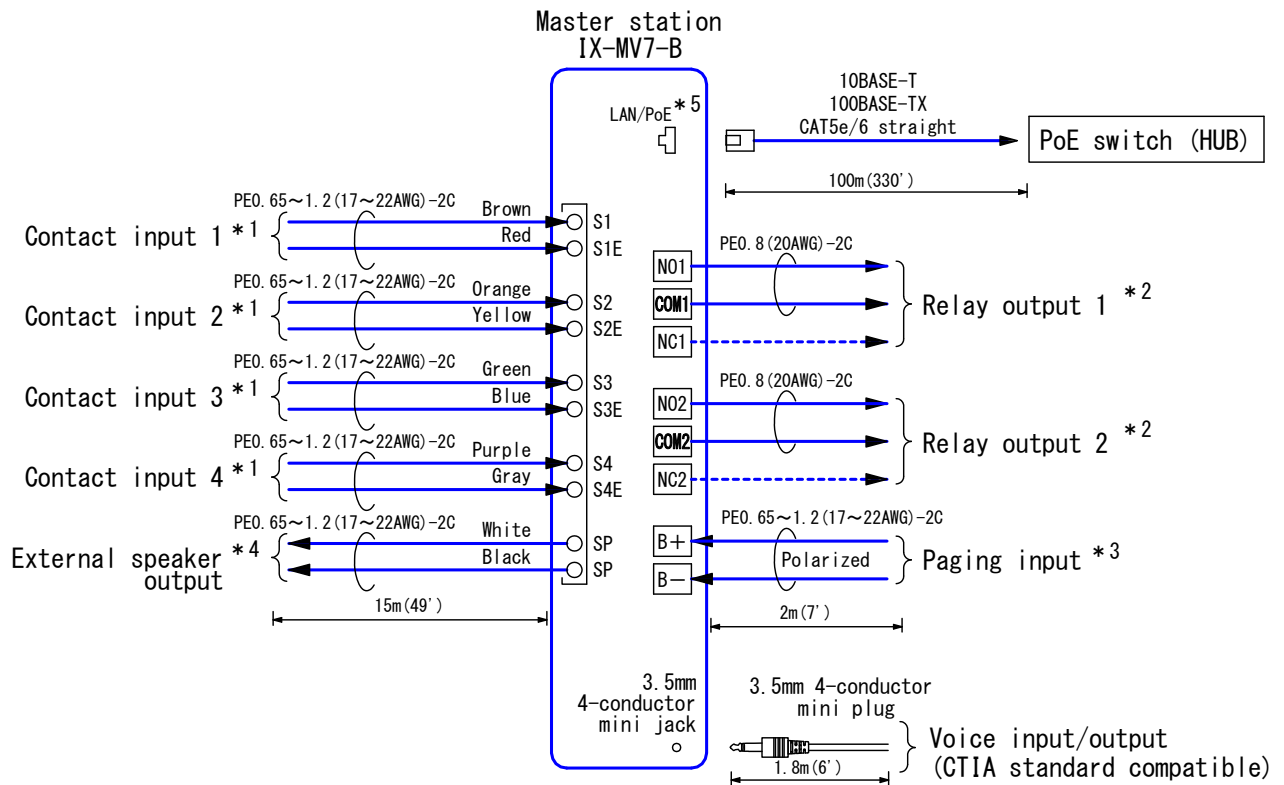 Master station
IX-MV7-B
LAN/PoE *5
10BASE-T
100BASE-TX
CAT5e/6 straight
PoE switch (HUB)
100m(330')
PE0.65~1.2(17~22AWG)-2C
Contact input 1 *1
Brown
S1
Red
S1E
PE0.65~1.2(17~22AWG)-2C
Contact input 2 *1
Orange
S2
Yellow
S2E
PE0.65~1.2(17~22AWG)-2C
Contact input 3 *1
Green
S3
Blue
S3E
PE0.65~1.2(17~22AWG)-2C
Contact input 4 *1
Purple
S4
Gray
S4E
PE0.65~1.2(17~22AWG)-2C
External speaker *4
output
White
SP
Black
SP
15m(49')
PE0.8(20AWG)-2C
NO1
COM1
NC1
Relay output 1 *2
PE0.8(20AWG)-2C
NO2
COM2
NC2
Relay output 2 *2
PE0.65~1.2(17~22AWG)-2C
B+
Polarized
B-
Paging input *3
2m(7')
3.5mm
4-conductor
mini jack
3.5mm 4-conductor
mini plug
1.8m(6')
Voice input/output
(CTIA standard compatible)